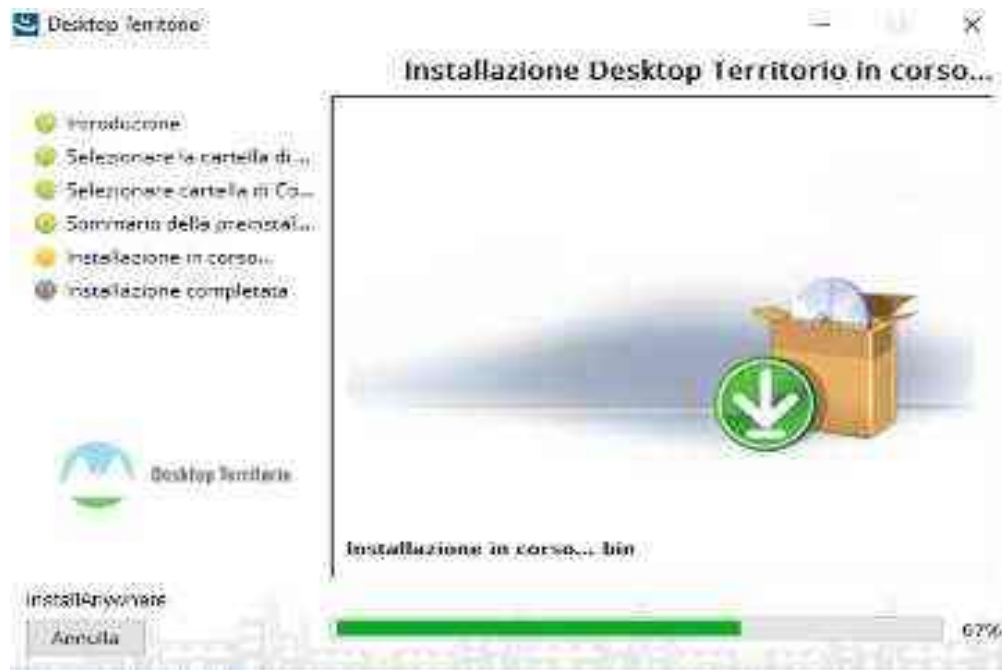 Desktop Territorio
Installazione Desktop Territorio in corso...
Introduzione
Selezionare la cartella di ...
Selezionare cartella di Co...
Sommario della preinstal...
Installazione in corso...
Installazione completata
Desktop Territorio
Installazione in corso... bin
InstallAnywhere
Annulla
67%